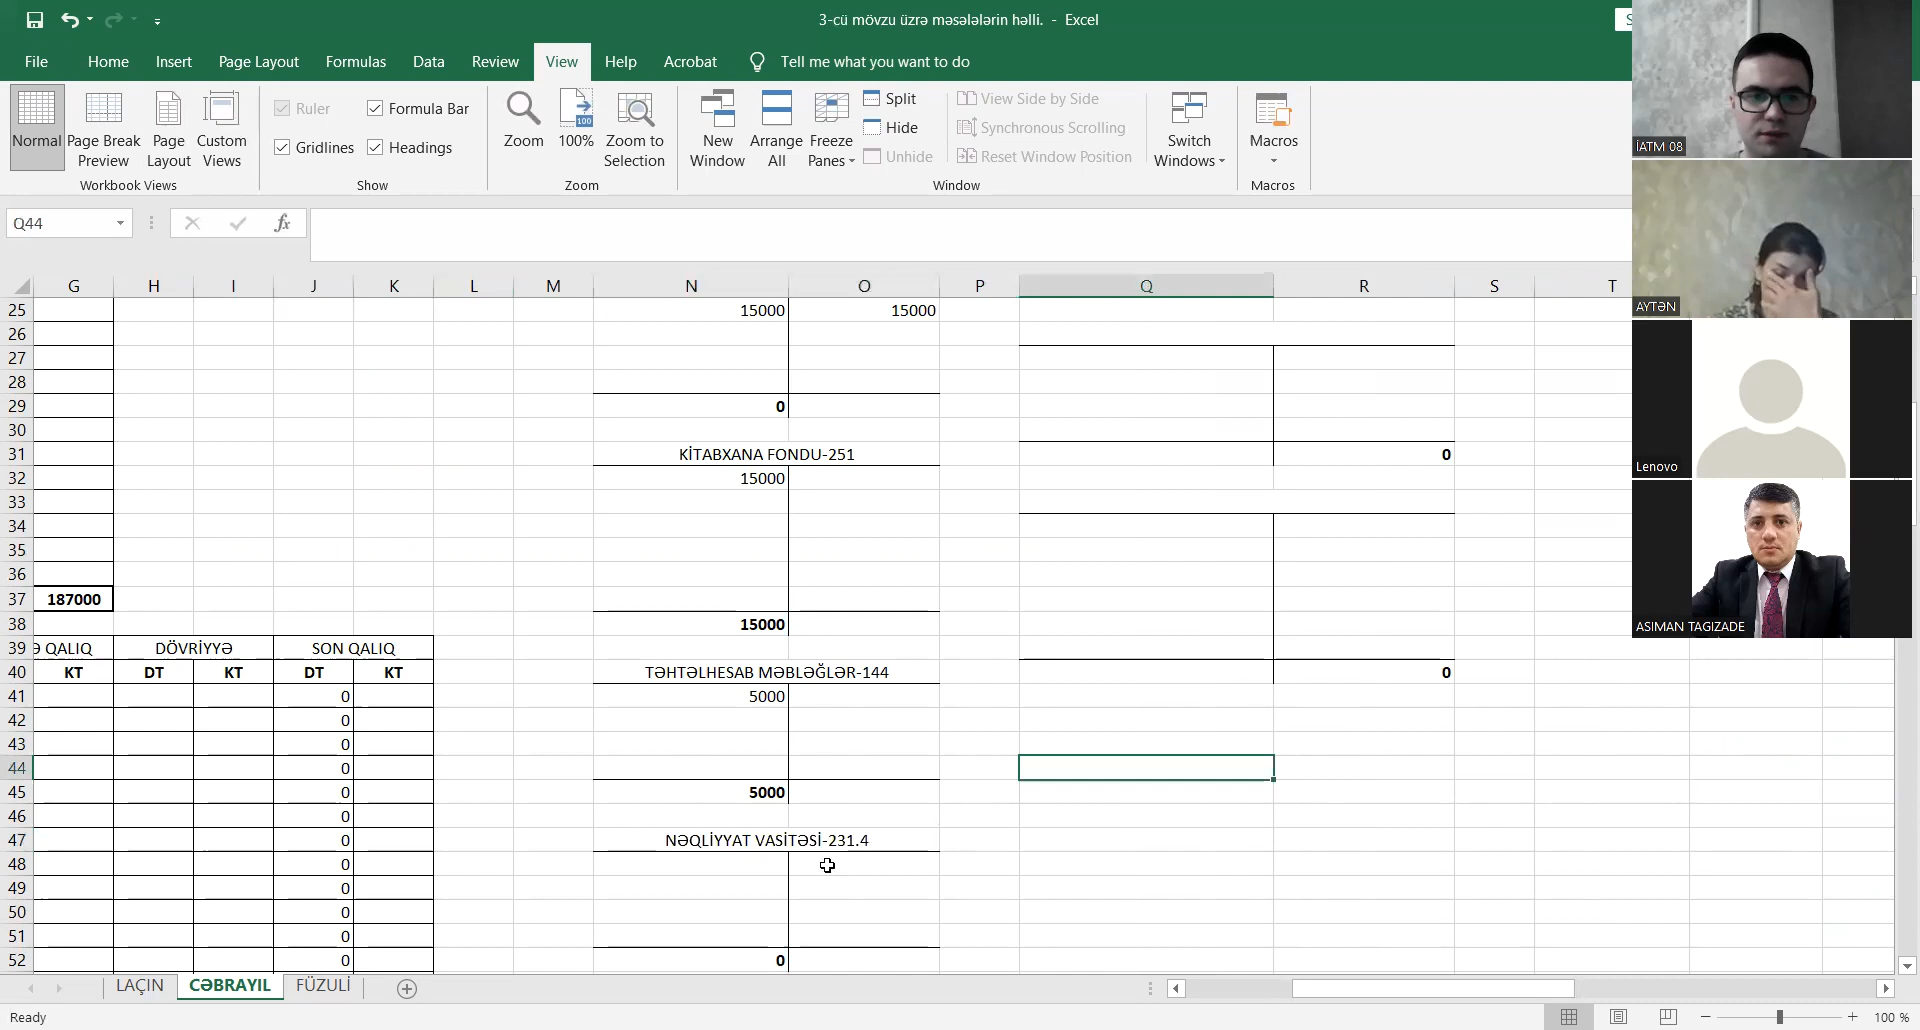 3-cü mövzu üzrə məsələlərin həlli. - Excel
S
File Home Insert Page Layout Formulas Data Review View Help Acrobat Tell me what you want to do
Normal
Page Break Preview
Page Layout
Custom Views
Workbook Views
Ruler
Formula Bar
Gridlines
Headings
Show
Zoom
100
100%
Zoom to Selection
Zoom
New Window
Arrange All
Freeze Panes
Split
Hide
Unhide
View Side by Side
Synchronous Scrolling
Reset Window Position
Window
Switch Windows
Macros
Macros
İATM 08
AYTƏN
Lenovo
ASIMAN TAGIZADE
Q44
fx
G H I J K L M N O P Q R S T
25 15000 15000
26
27
28
29 0
30
31 KİTABXANA FONDU-251 0
32 15000
33
34
35
36
37 187000
38 15000
39 Ə QALIQ DÖVRİYYƏ SON QALIQ
40 KT DT KT DT KT TƏHTƏLHESAB MƏBLƏĞLƏR-144 0
41 0 5000
42 0
43 0
44 0
45 0 5000
46 0
47 0 NƏQLİYYAT VASİTƏSİ-231.4
48 0
49 0
50 0
51 0
52 0 0
LAÇIN CƏBRAYIL FÜZULİ
Ready
100 %